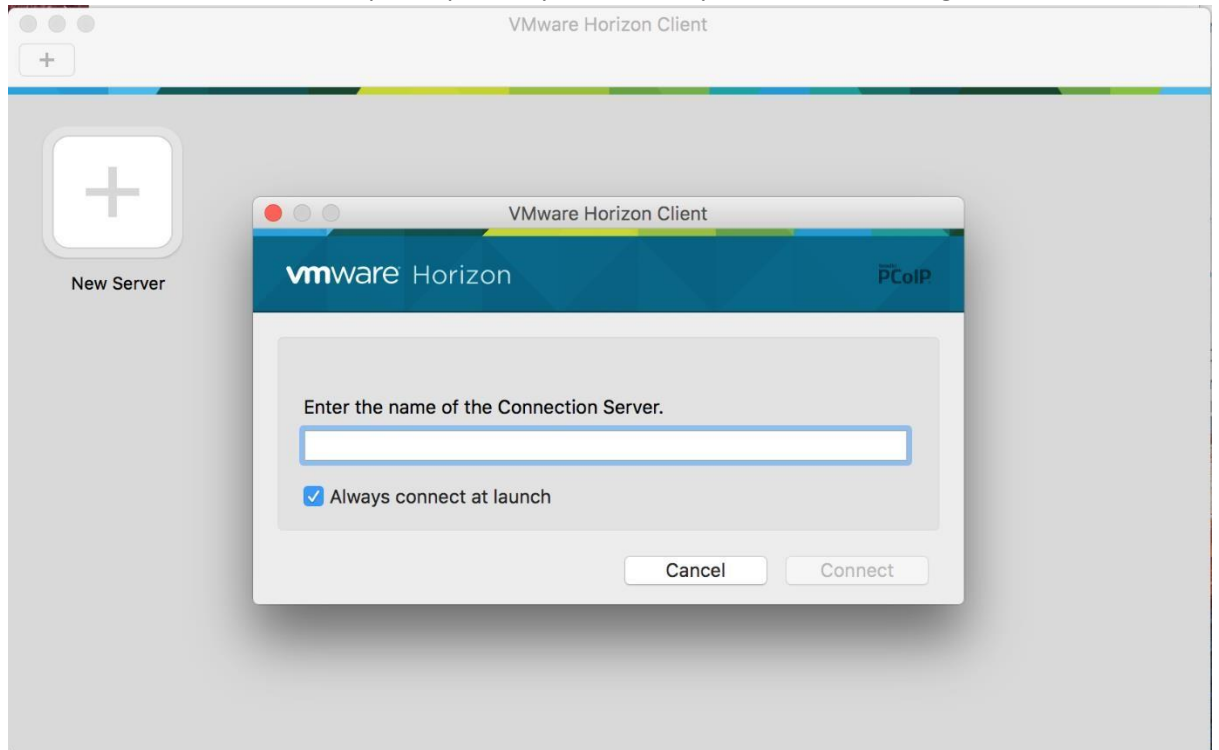 VMware Horizon Client
+
New Server
VMware Horizon Client
vmware Horizon
PCoIP
Enter the name of the Connection Server.
Always connect at launch
Cancel
Connect